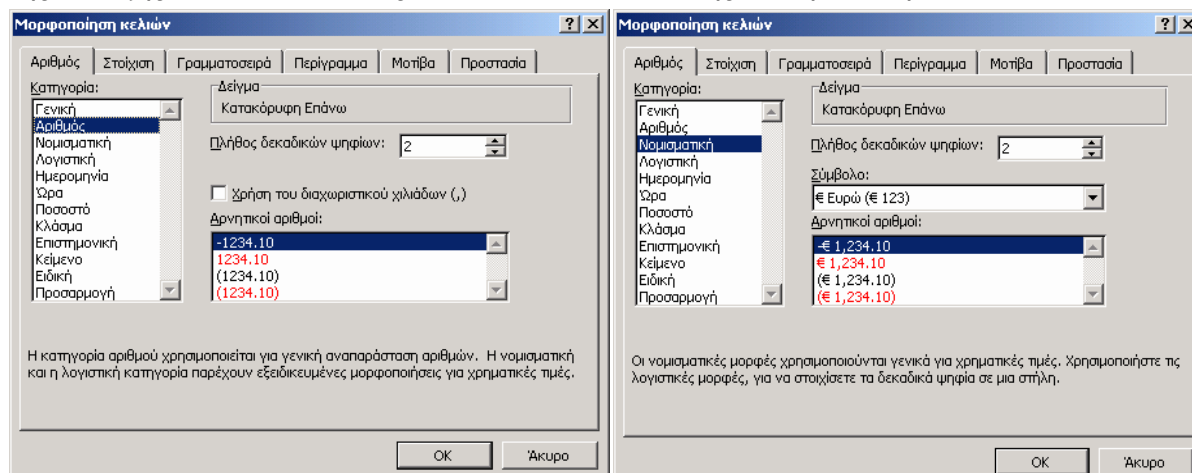 Μορφοποίηση κελιών
Αριθμός Στοίχιση Γραμματοσειρά Περίγραμμα Μοτίβα Προστασία
Κατηγορία:
Γενική
Αριθμός
Νομισματική
Λογιστική
Ημερομηνία
Ώρα
Ποσοστό
Κλάσμα
Επιστημονική
Κείμενο
Ειδική
Προσαρμογή
Δείγμα
Κατακόρυφη Επάνω
Πλήθος δεκαδικών ψηφίων: 2
Χρήση του διαχωριστικού χιλιάδων (,)
Αρνητικοί αριθμοί:
-1234.10
1234.10
(1234.10)
(1234.10)
Η κατηγορία αριθμού χρησιμοποιείται για γενική αναπαράσταση αριθμών. Η νομισματική
και η λογιστική κατηγορία παρέχουν εξειδικευμένες μορφοποιήσεις για χρηματικές τιμές.
OK Άκυρο
Μορφοποίηση κελιών
Αριθμός Στοίχιση Γραμματοσειρά Περίγραμμα Μοτίβα Προστασία
Κατηγορία:
Γενική
Αριθμός
Νομισματική
Λογιστική
Ημερομηνία
Ώρα
Ποσοστό
Κλάσμα
Επιστημονική
Κείμενο
Ειδική
Προσαρμογή
Δείγμα
Κατακόρυφη Επάνω
Πλήθος δεκαδικών ψηφίων: 2
Σύμβολο:
€ Ευρώ (€ 123)
Αρνητικοί αριθμοί:
-€ 1,234.10
€ 1,234.10
(€ 1,234.10)
(€ 1,234.10)
Οι νομισματικές μορφές χρησιμοποιούνται γενικά για χρηματικές τιμές. Χρησιμοποιήστε τις
λογιστικές μορφές, για να στοιχίσετε τα δεκαδικά ψηφία σε μια στήλη.
OK Άκυρο